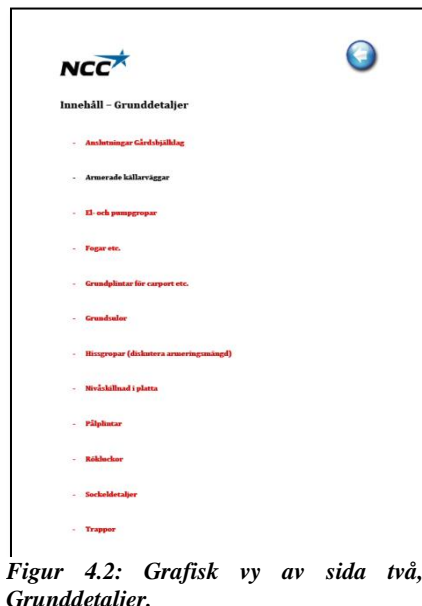 NCC
Innehåll – Grunddetaljer
- Anslutningar Gårdsbjälklag
- Armerade källarväggar
- El- och pumpgropar
- Fogar etc.
- Grundplintar för carport etc.
- Grundsulor
- Hissgropar (diskutera armeringsmängd)
- Nivåskillnad i platta
- Pålplintar
- Rökluckor
- Sockeldetaljer
- Trappor
Figur 4.2: Grafisk vy av sida två,
Grunddetaljer.